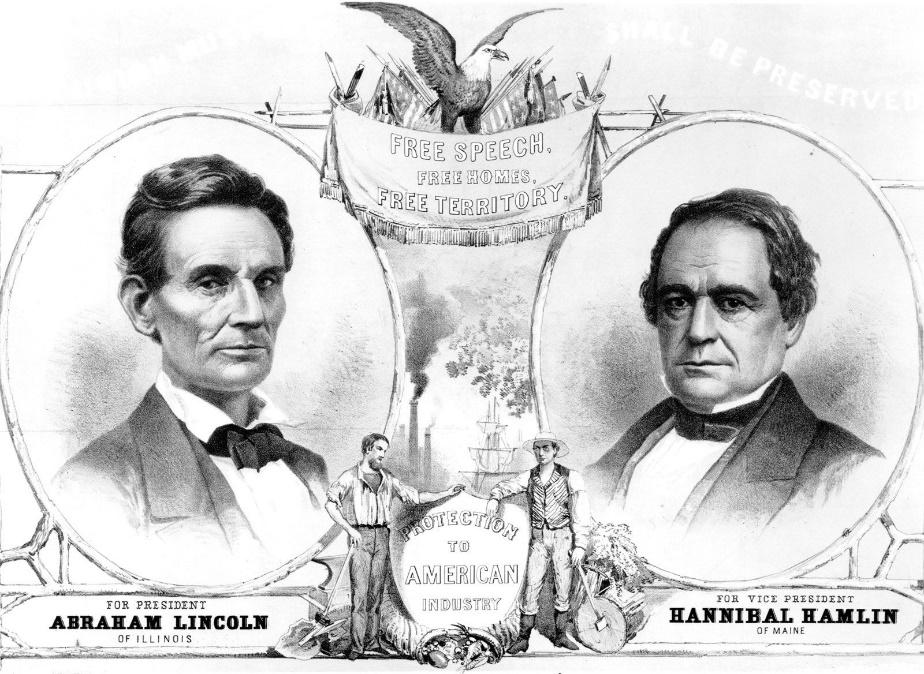 SHALL BE PRESERVED
FREE SPEECH,
FREE HOMES,
FREE TERRITORY.
PROTECTION
TO
AMERICAN
INDUSTRY
FOR PRESIDENT
ABRAHAM LINCOLN
OF ILLINOIS
FOR VICE PRESIDENT
HANNIBAL HAMLIN
OF MAINE